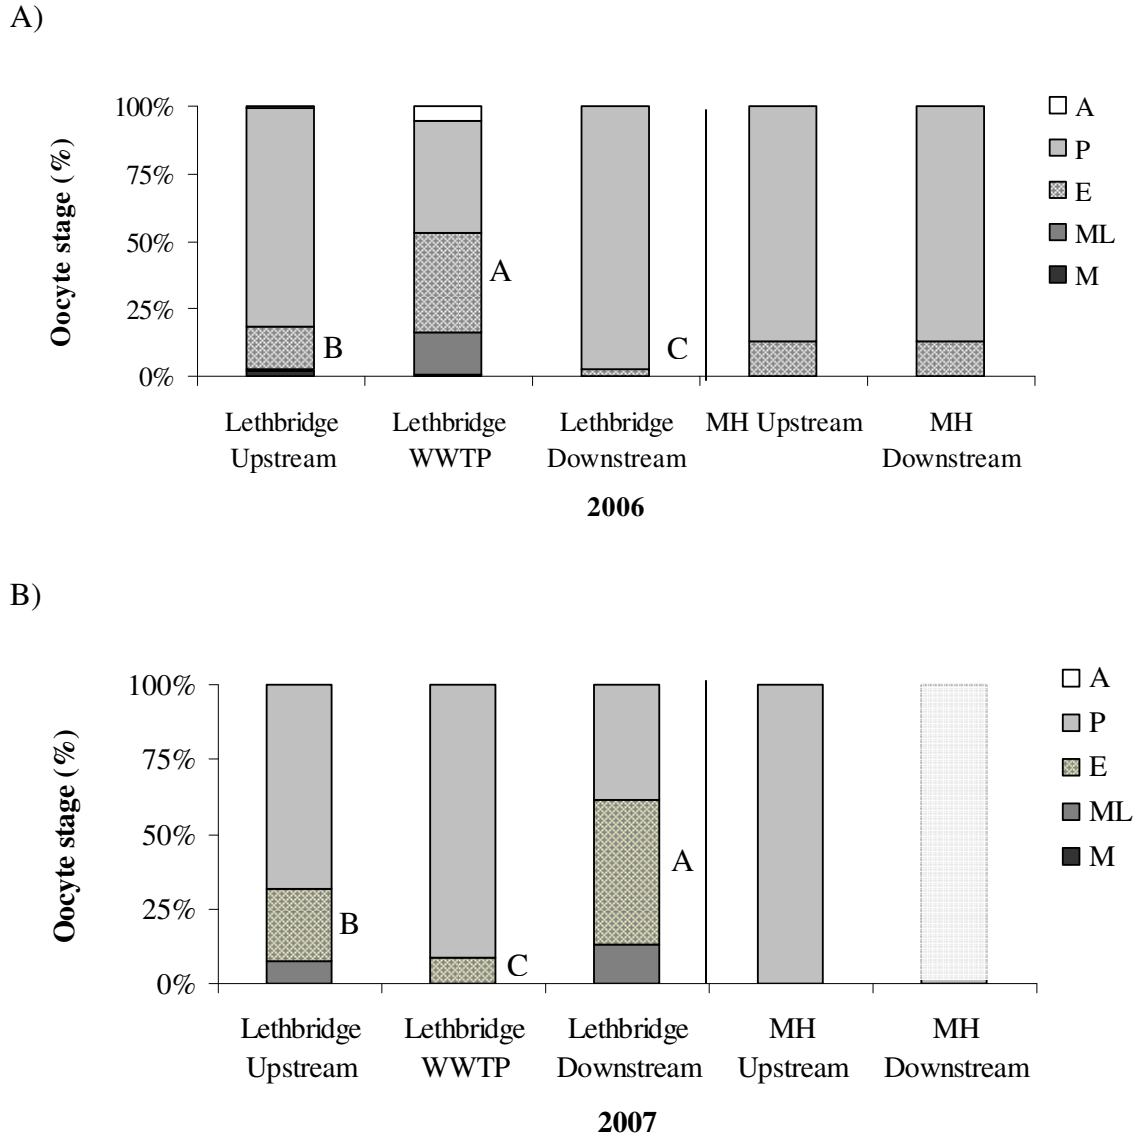 A)
100%
75%
50%
25%
0%
Oocyte stage (%)
B
A
C
A
P
E
ML
M
Lethbridge Upstream
Lethbridge WWTP
Lethbridge Downstream
MH Upstream
MH Downstream
2006
B)
100%
75%
50%
25%
0%
Oocyte stage (%)
B
C
A
A
P
E
ML
M
Lethbridge Upstream
Lethbridge WWTP
Lethbridge Downstream
MH Upstream
MH Downstream
2007